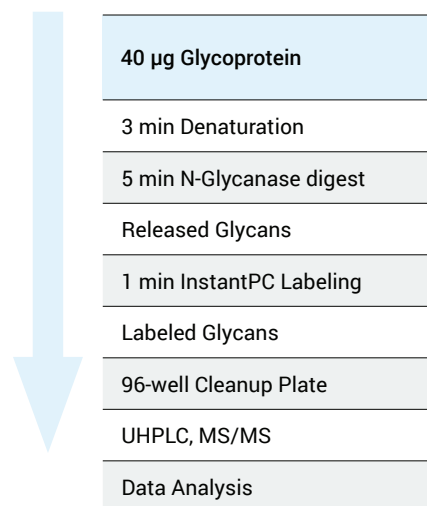 40 µg Glycoprotein
3 min Denaturation
5 min N-Glycanase digest
Released Glycans
1 min InstantPC Labeling
Labeled Glycans
96-well Cleanup Plate
UHPLC, MS/MS
Data Analysis